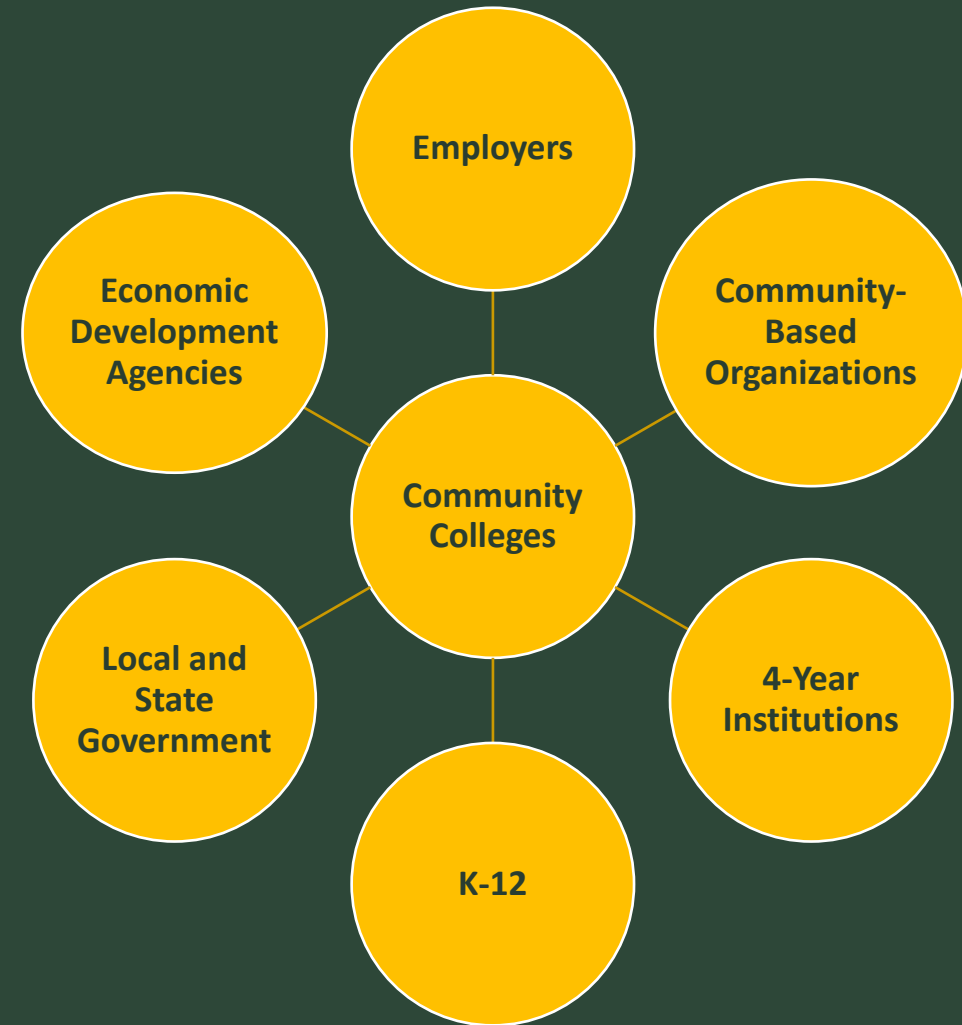 Employers
Economic
Development
Agencies
Community-
Based
Organizations
Community
Colleges
Local and
State
Government
4-Year
Institutions
K-12